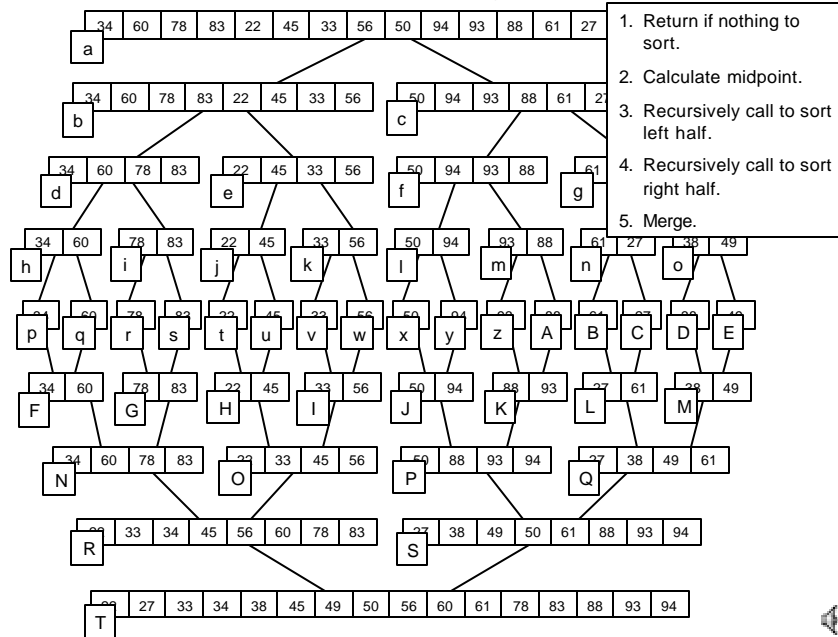 34 60 78 83 22 45 33 56 50 94 93 88 61 27
a
1. Return if nothing to
sort.
2. Calculate midpoint.
3. Recursively call to sort
left half.
4. Recursively call to sort
right half.
5. Merge.
34 60 78 83 22 45 33 56
b
50 94 93 88 61 27
c
34 60 78 83
d
22 45 33 56
e
50 94 93 88
f
61
g
34 60
h
78 83
i
22 45
j
33 56
k
50 94
l
93 88
m
61 27
n
38 49
o
p q r s t u v w x y z A B C D E
34 60
F
78 83
G
22 45
H
33 56
I
50 94
J
88 93
K
27 61
L
38 49
M
34 60 78 83
N
22 33 45 56
O
50 88 93 94
P
27 38 49 61
Q
33 34 45 56 60 78 83
R
27 38 49 50 61 88 93 94
S
27 33 34 38 45 49 50 56 60 61 78 83 88 93 94
T